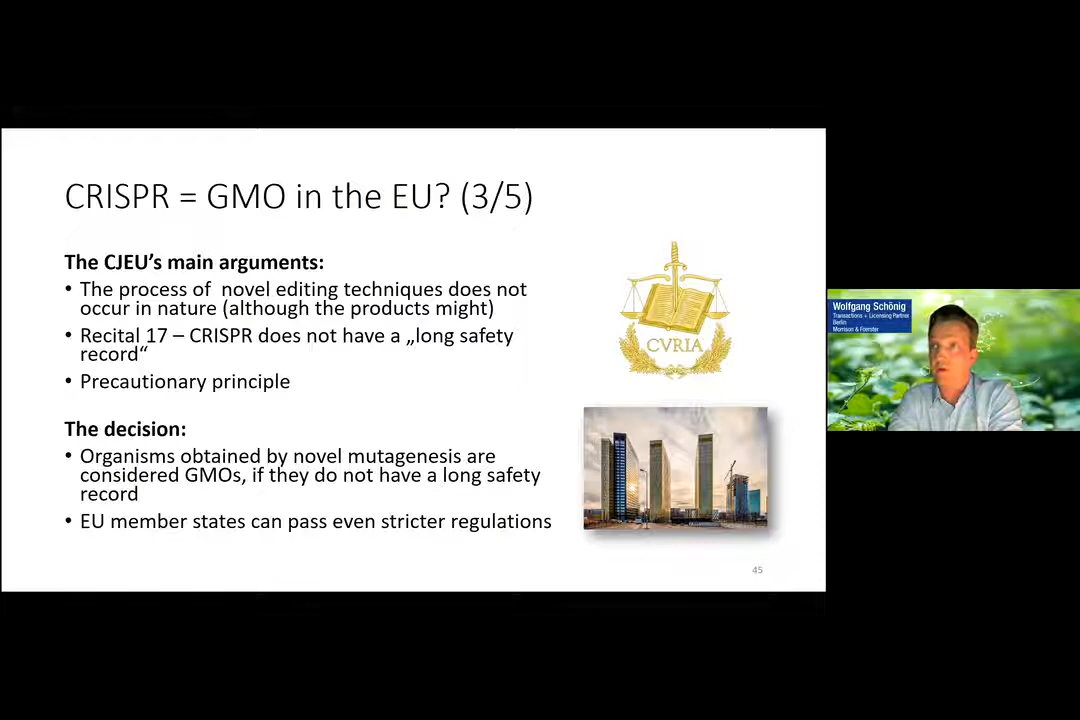 CRISPR = GMO in the EU? (3/5)
The CJEU’s main arguments:
• The process of  novel editing techniques does not
occur in nature (although the products might)
• Recital 17 – CRISPR does not have a „long safety
record“
• Precautionary principle
The decision:
• Organisms obtained by novel mutagenesis are
considered GMOs, if they do not have a long safety
record
• EU member states can pass even stricter regulations
CVRIA
45
Wolfgang Schönig
Transactions + Licensing Partner
Berlin
Morrison & Foerster